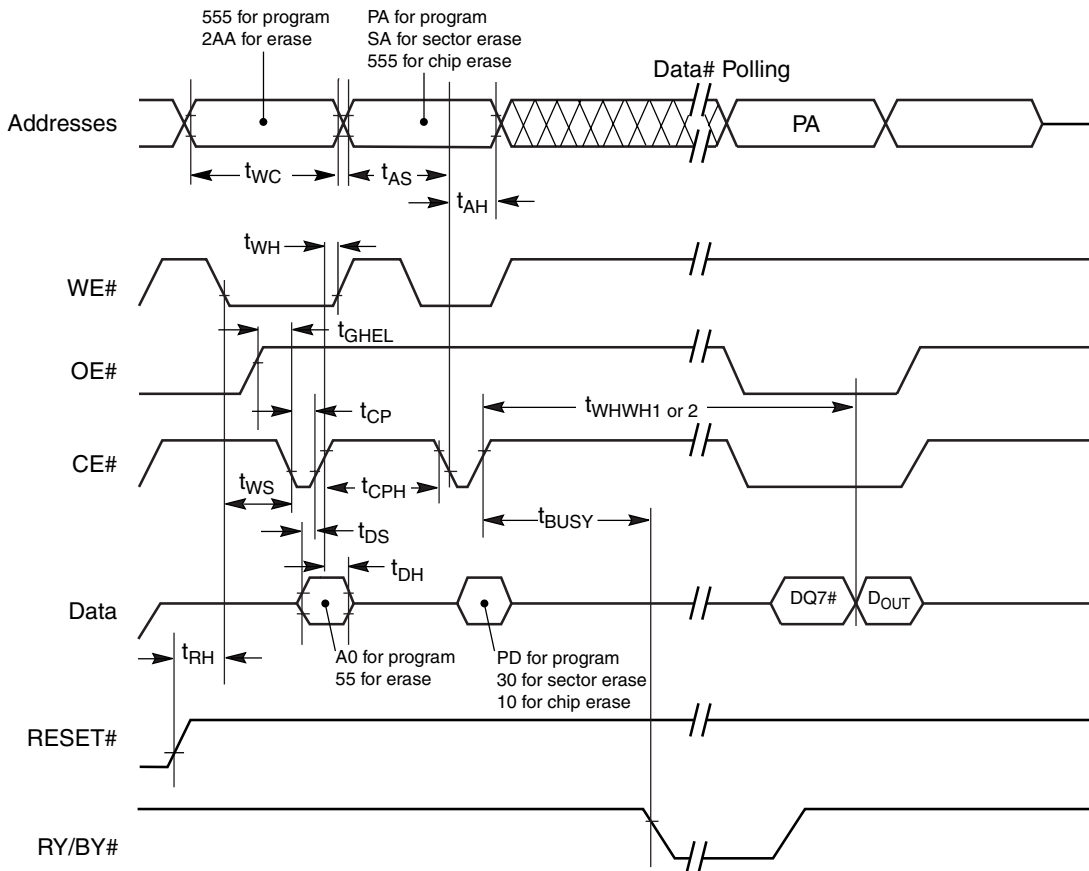 555 for program
2AA for erase
PA for program
SA for sector erase
555 for chip erase
Data# Polling
Addresses
PA
tWC
tAS
tAH
tWH
WE#
tGHEL
OE#
tWHWH1 or 2
tCP
CE#
tWS
tCPH
tBUSY
tDS
tDH
Data
DQ7#
DOUT
tRH
A0 for program
55 for erase
PD for program
30 for sector erase
10 for chip erase
RESET#
RY/BY#